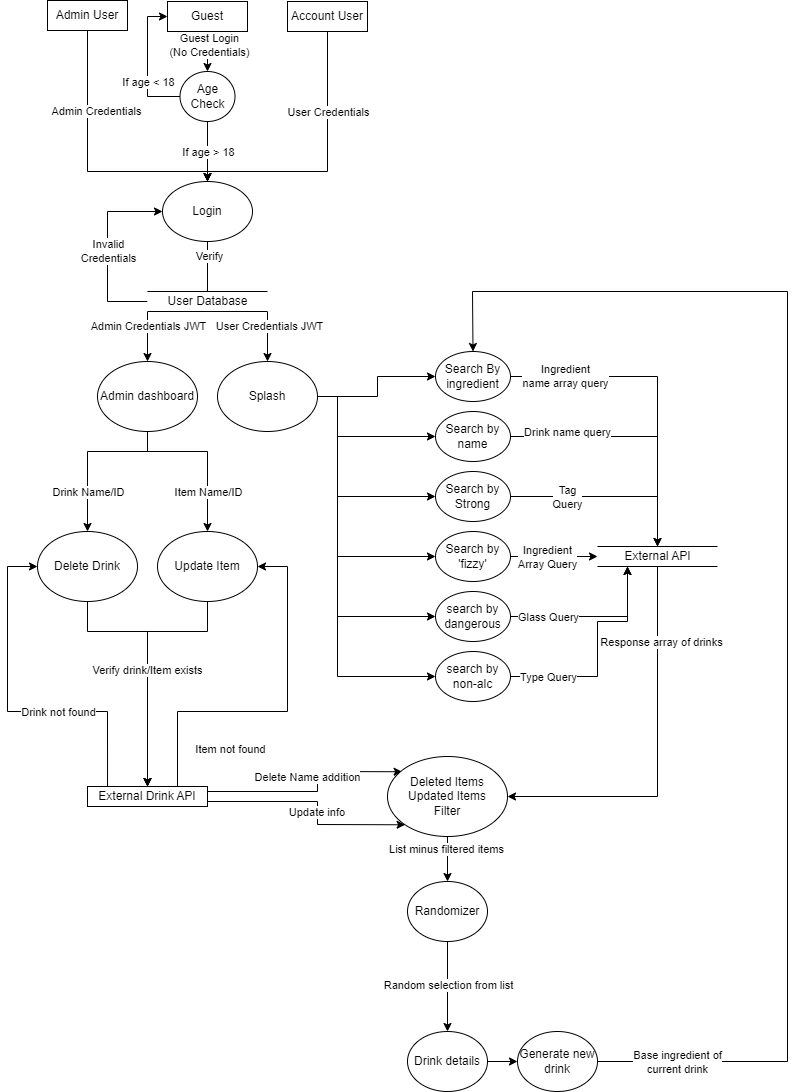 Admin User
Guest
Account User
Guest Login
(No Credentials)
If age < 18
Age
Check
Admin Credentials
User Credentials
If age > 18
Login
Invalid
Credentials
Verify
User Database
Admin Credentials JWT
User Credentials JWT
Admin dashboard
Splash
Search By
ingredient
Ingredient
name array query
Search by
name
Drink name query
Drink Name/ID
Item Name/ID
Search by
Strong
Tag
Query
Delete Drink
Update Item
Search by
'fizzy'
Ingredient
Array Query
External API
search by
dangerous
Glass Query
Response array of drinks
Verify drink/Item exists
search by
non-alc
Type Query
Drink not found
Item not found
Delete Name addition
External Drink API
Update info
Deleted Items
Updated Items
Filter
List minus filtered items
Randomizer
Random selection from list
Drink details
Generate new
drink
Base ingredient of
current drink